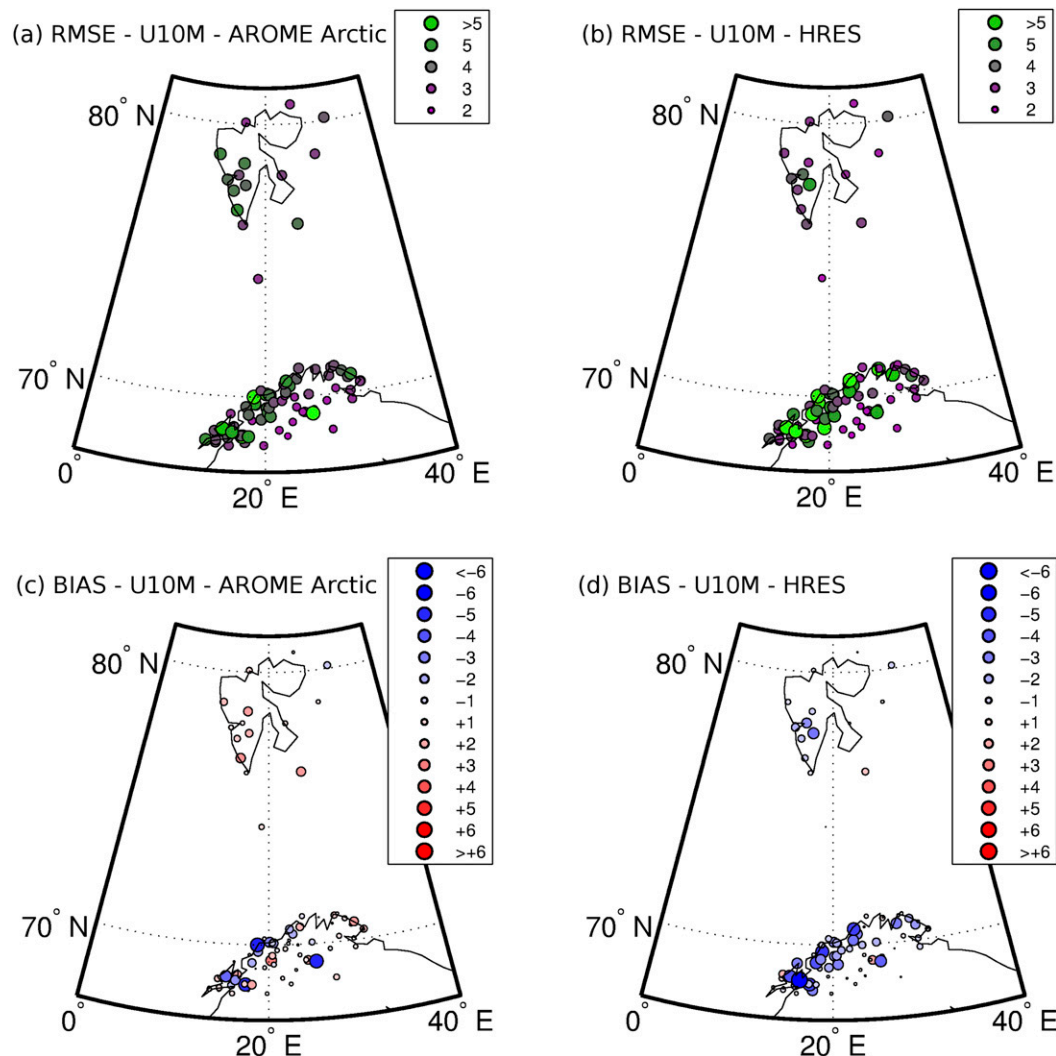 (a) RMSE - U10M - AROME Arctic
>5
5
4
3
2
80° N
70° N
0°
20° E
40° E
(b) RMSE - U10M - HRES
>5
5
4
3
2
80° N
70° N
0°
20° E
40° E
(c) BIAS - U10M - AROME Arctic
<-6
-6
-5
-4
-3
-2
-1
+1
+2
+3
+4
+5
+6
>+6
80° N
70° N
0°
20° E
40° E
(d) BIAS - U10M - HRES
<-6
-6
-5
-4
-3
-2
-1
+1
+2
+3
+4
+5
+6
>+6
80° N
70° N
0°
20° E
40° E